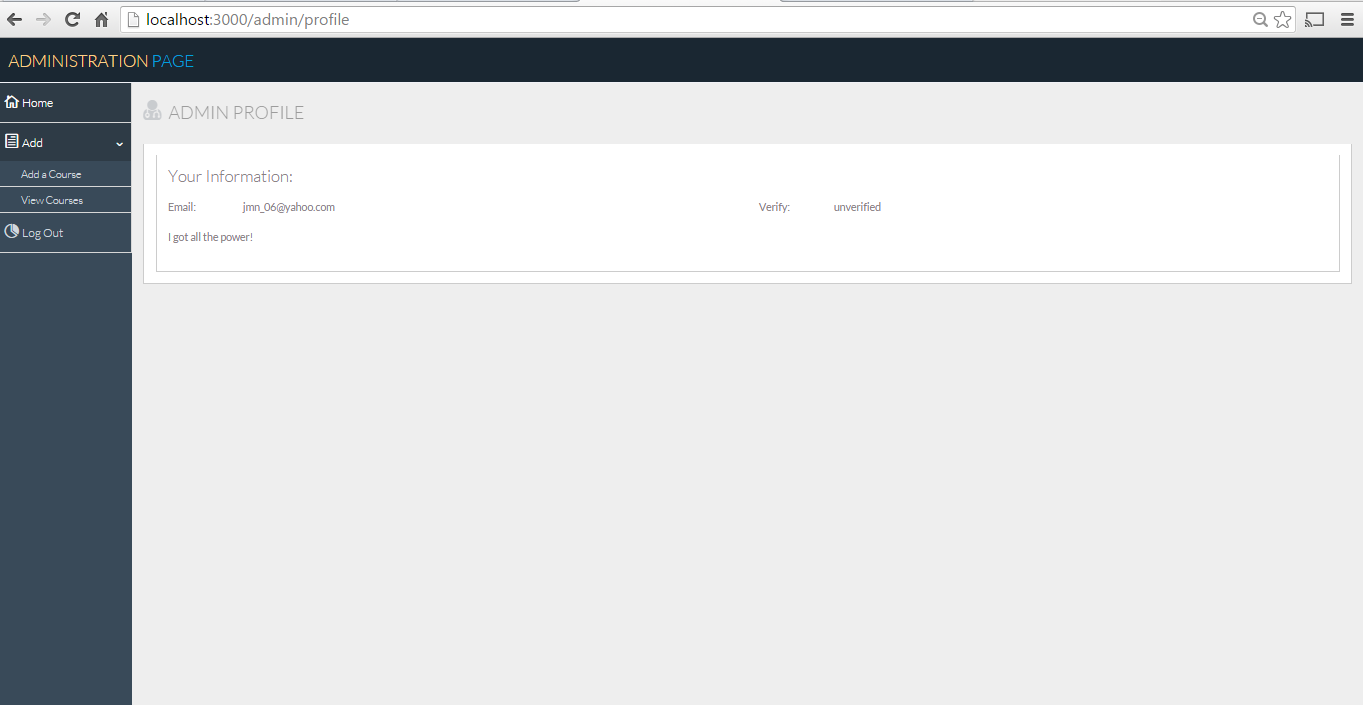 localhost:3000/admin/profile
ADMINISTRATION PAGE
Home
Add
Add a Course
View Courses
Log Out
ADMIN PROFILE
Your Information:
Email: jmn_06@yahoo.com Verify: unverified
I got all the power!